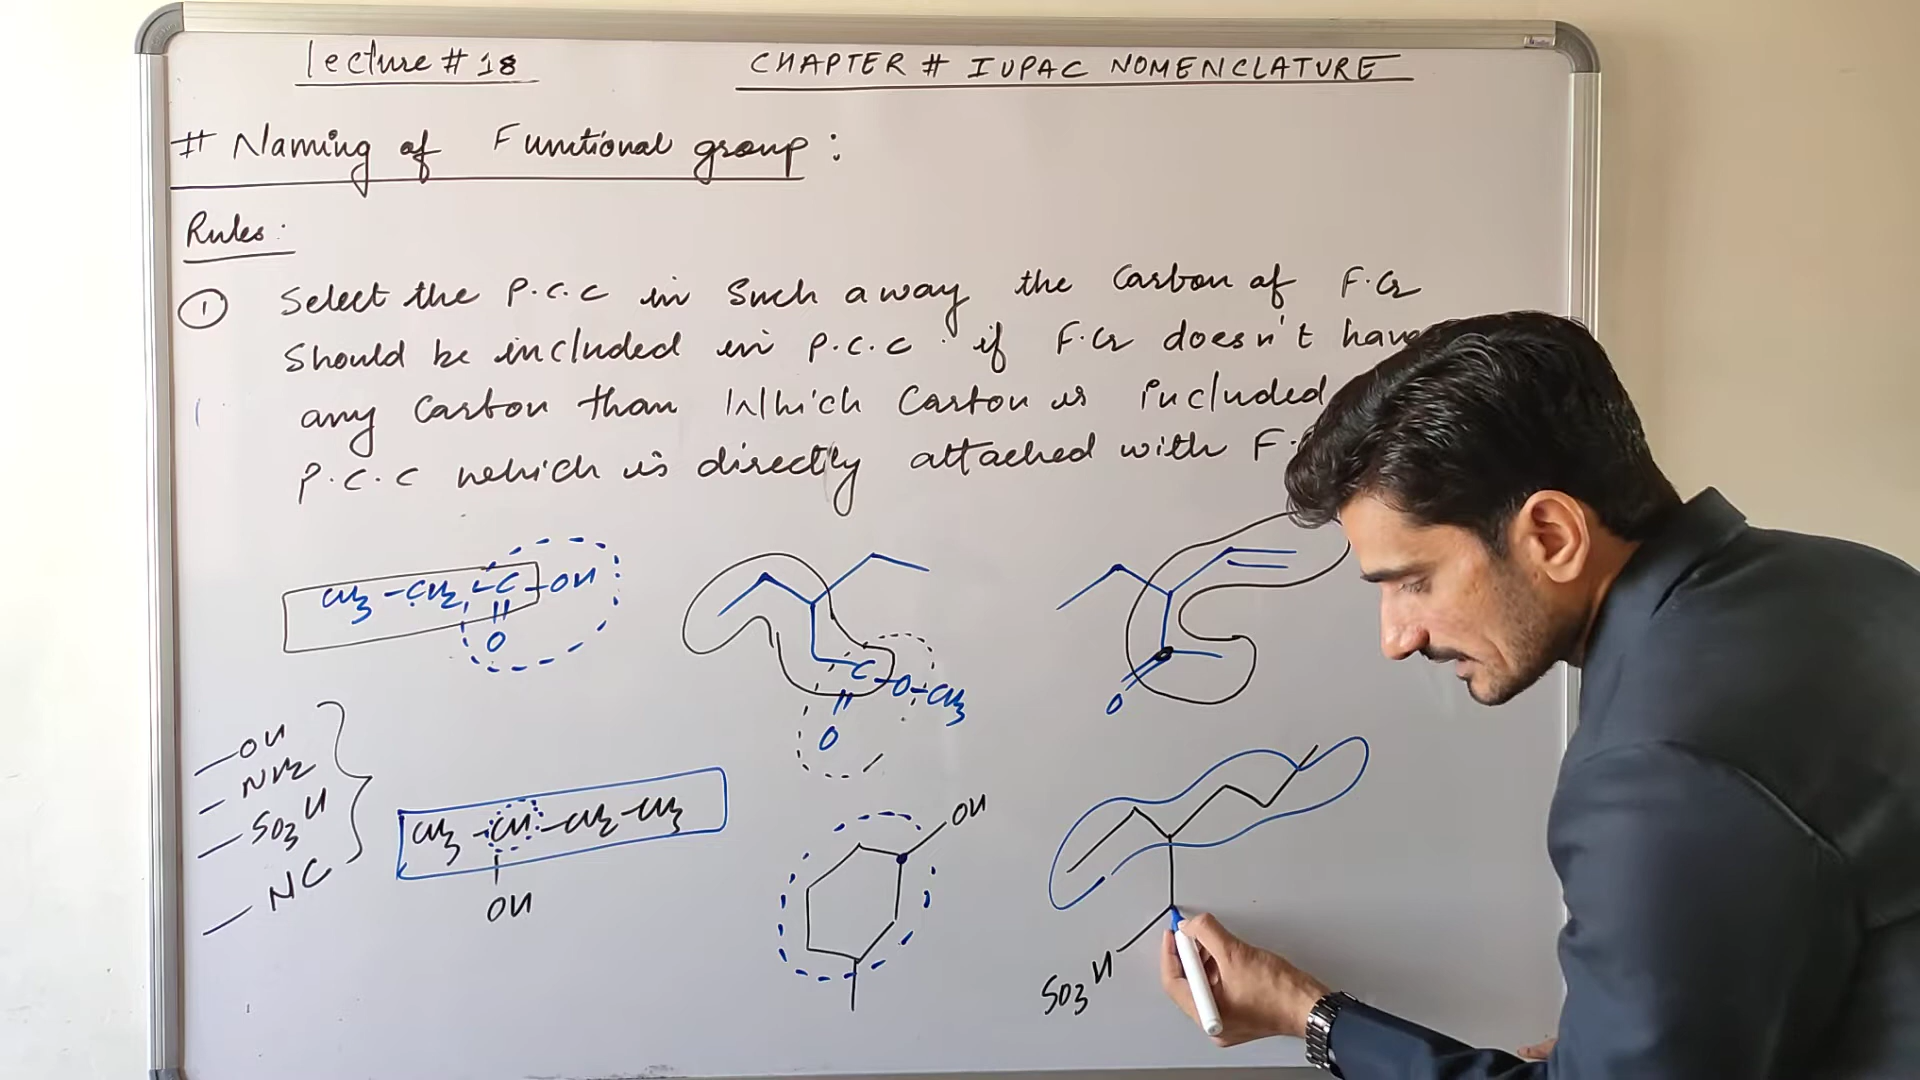 Lecture # 18
CHAPTER # IUPAC NOMENCLATURE
# Naming of Functional group :
Rules :
① Select the P.C.C in such a way the Carbon of F.G
should be included in P.C.C . if F.G doesn't have
any Carbon than Which Carbon is included
P.C.C which is directly attached with F.
CH3 - CH2 - C - OH
O
C - O - CH3
O
O
OH
NH2
SO3H
NC
CH3 - CH - CH2 - CH3
OH
OH
SO3H